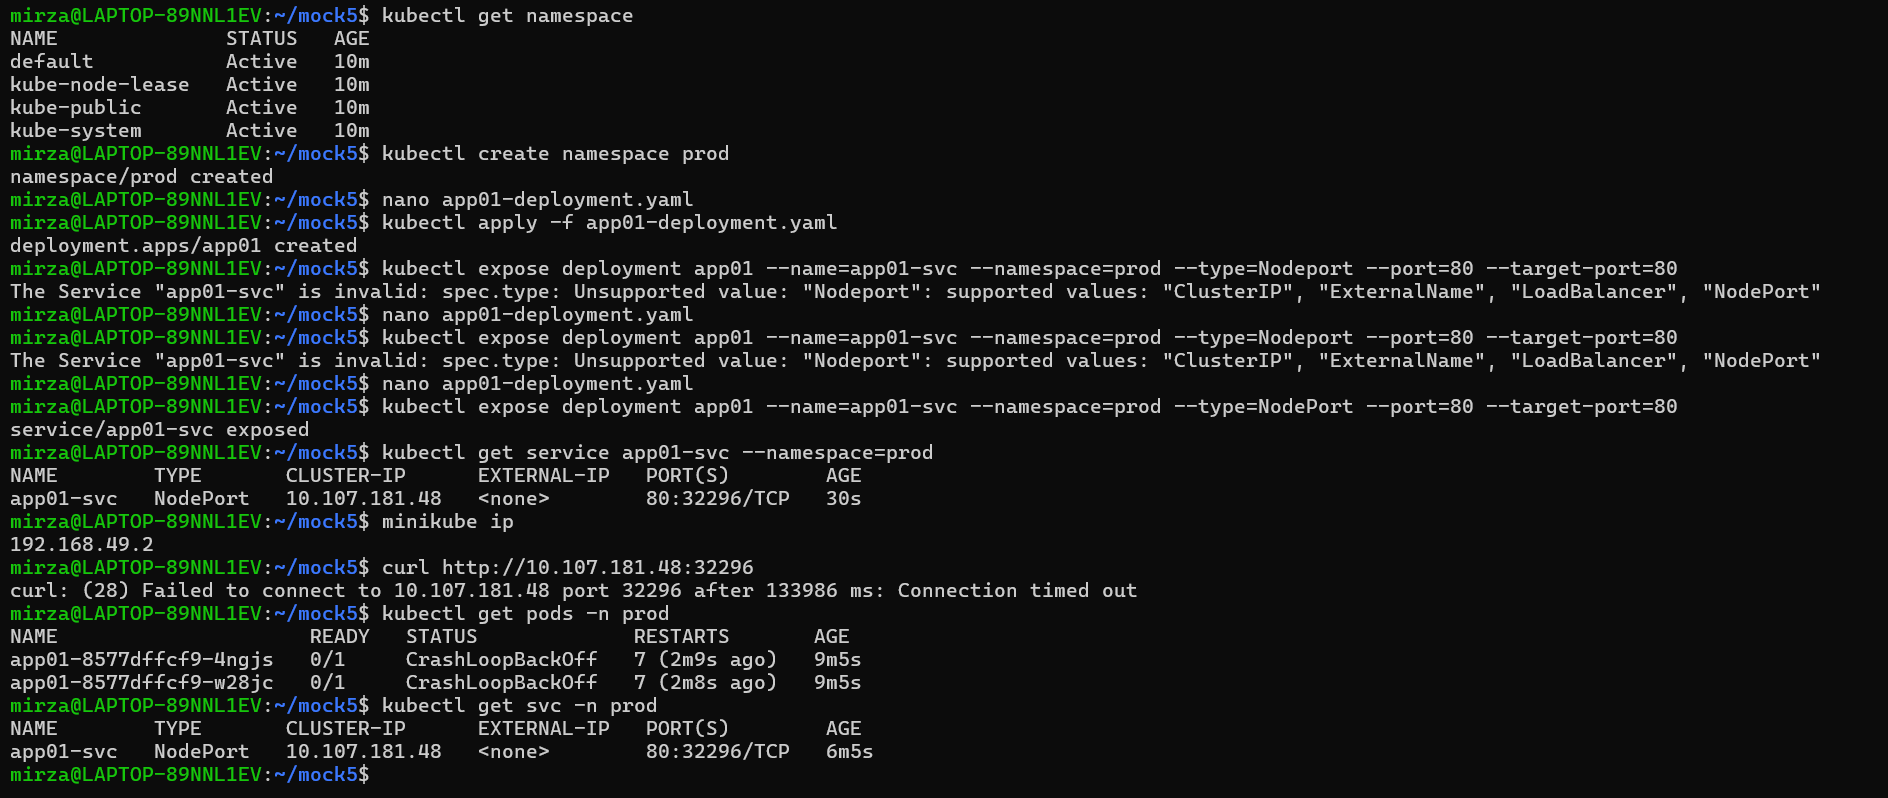 mirza@LAPTOP-89NNL1EV:~/mock5$ kubectl get namespace
NAME              STATUS   AGE
default           Active   10m
kube-node-lease   Active   10m
kube-public       Active   10m
kube-system       Active   10m
mirza@LAPTOP-89NNL1EV:~/mock5$ kubectl create namespace prod
namespace/prod created
mirza@LAPTOP-89NNL1EV:~/mock5$ nano app01-deployment.yaml
mirza@LAPTOP-89NNL1EV:~/mock5$ kubectl apply -f app01-deployment.yaml
deployment.apps/app01 created
mirza@LAPTOP-89NNL1EV:~/mock5$ kubectl expose deployment app01 --name=app01-svc --namespace=prod --type=Nodeport --port=80 --target-port=80
The Service "app01-svc" is invalid: spec.type: Unsupported value: "Nodeport": supported values: "ClusterIP", "ExternalName", "LoadBalancer", "NodePort"
mirza@LAPTOP-89NNL1EV:~/mock5$ nano app01-deployment.yaml
mirza@LAPTOP-89NNL1EV:~/mock5$ kubectl expose deployment app01 --name=app01-svc --namespace=prod --type=Nodeport --port=80 --target-port=80
The Service "app01-svc" is invalid: spec.type: Unsupported value: "Nodeport": supported values: "ClusterIP", "ExternalName", "LoadBalancer", "NodePort"
mirza@LAPTOP-89NNL1EV:~/mock5$ nano app01-deployment.yaml
mirza@LAPTOP-89NNL1EV:~/mock5$ kubectl expose deployment app01 --name=app01-svc --namespace=prod --type=NodePort --port=80 --target-port=80
service/app01-svc exposed
mirza@LAPTOP-89NNL1EV:~/mock5$ kubectl get service app01-svc --namespace=prod
NAME        TYPE       CLUSTER-IP      EXTERNAL-IP   PORT(S)        AGE
app01-svc   NodePort   10.107.181.48   <none>        80:32296/TCP   30s
mirza@LAPTOP-89NNL1EV:~/mock5$ minikube ip
192.168.49.2
mirza@LAPTOP-89NNL1EV:~/mock5$ curl http://10.107.181.48:32296
curl: (28) Failed to connect to 10.107.181.48 port 32296 after 133986 ms: Connection timed out
mirza@LAPTOP-89NNL1EV:~/mock5$ kubectl get pods -n prod
NAME                     READY   STATUS             RESTARTS       AGE
app01-8577dffcf9-4ngjs   0/1     CrashLoopBackOff   7 (2m9s ago)   9m5s
app01-8577dffcf9-w28jc   0/1     CrashLoopBackOff   7 (2m8s ago)   9m5s
mirza@LAPTOP-89NNL1EV:~/mock5$ kubectl get svc -n prod
NAME        TYPE       CLUSTER-IP      EXTERNAL-IP   PORT(S)        AGE
app01-svc   NodePort   10.107.181.48   <none>        80:32296/TCP   6m5s
mirza@LAPTOP-89NNL1EV:~/mock5$